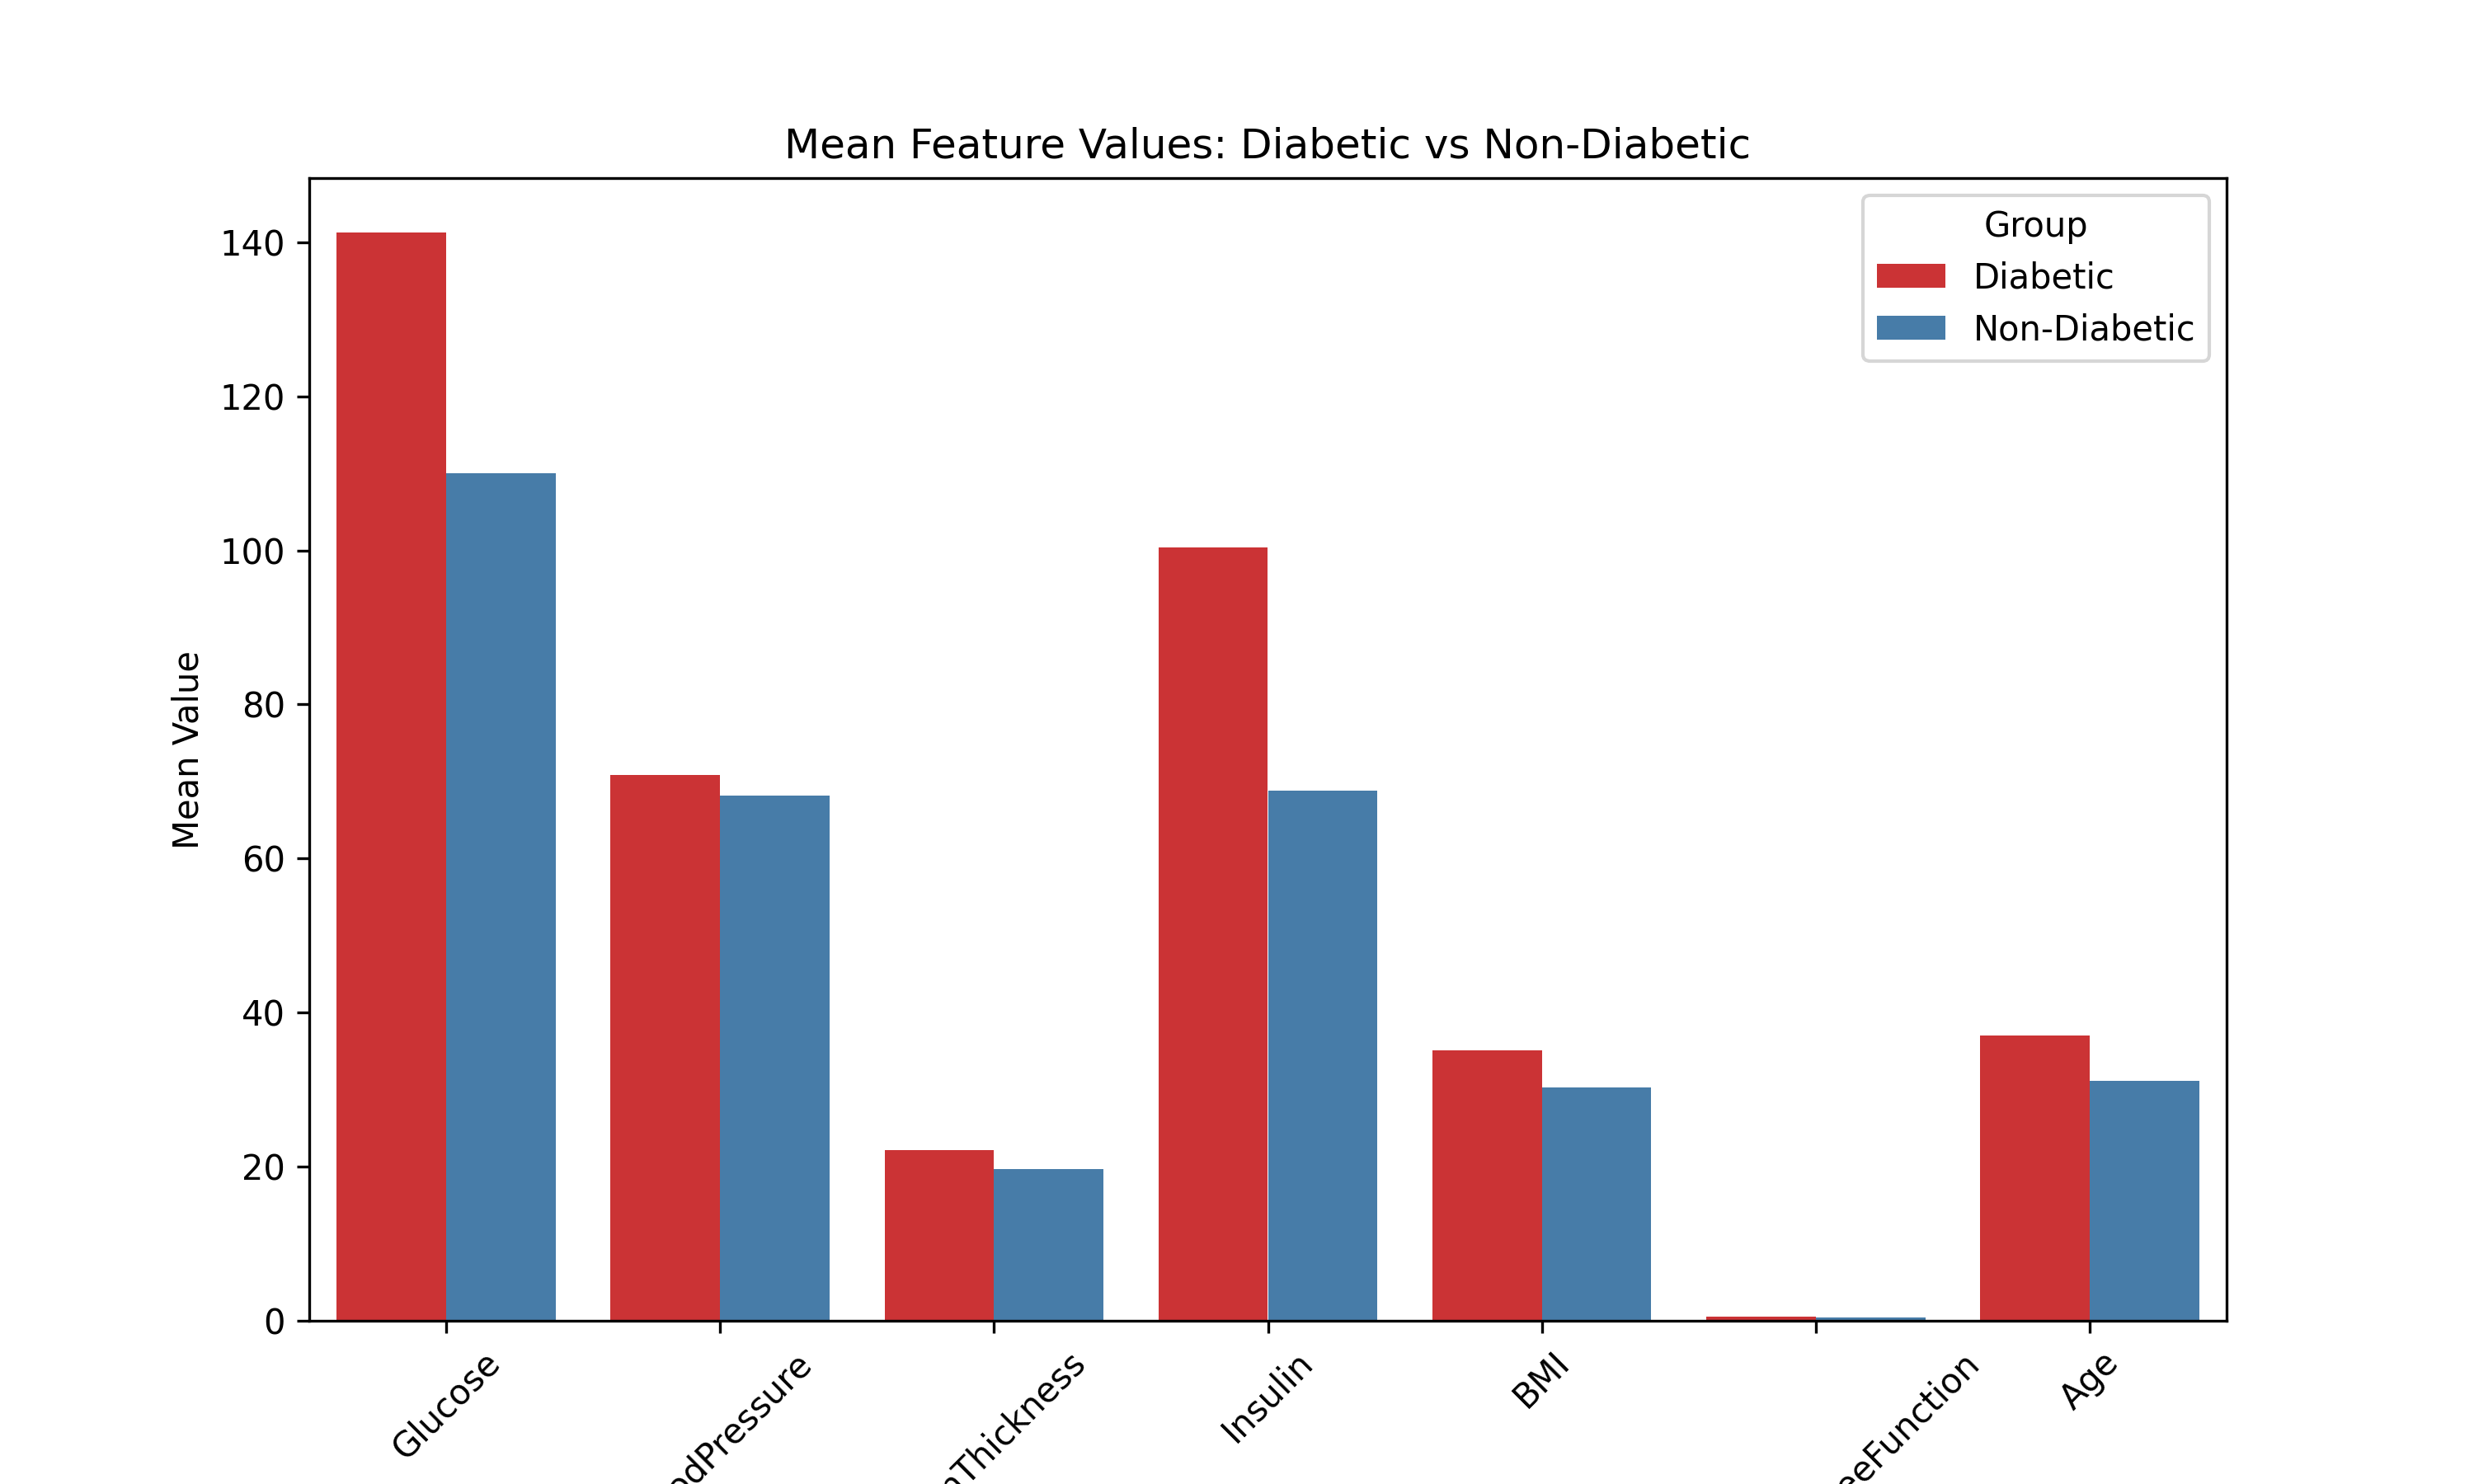 Mean Feature Values: Diabetic vs Non-Diabetic
Group
Diabetic
Non-Diabetic
140
120
100
80
60
40
20
0
Mean Value
Glucose
odPressure
nThickness
Insulin
BMI
eeFunction
Age